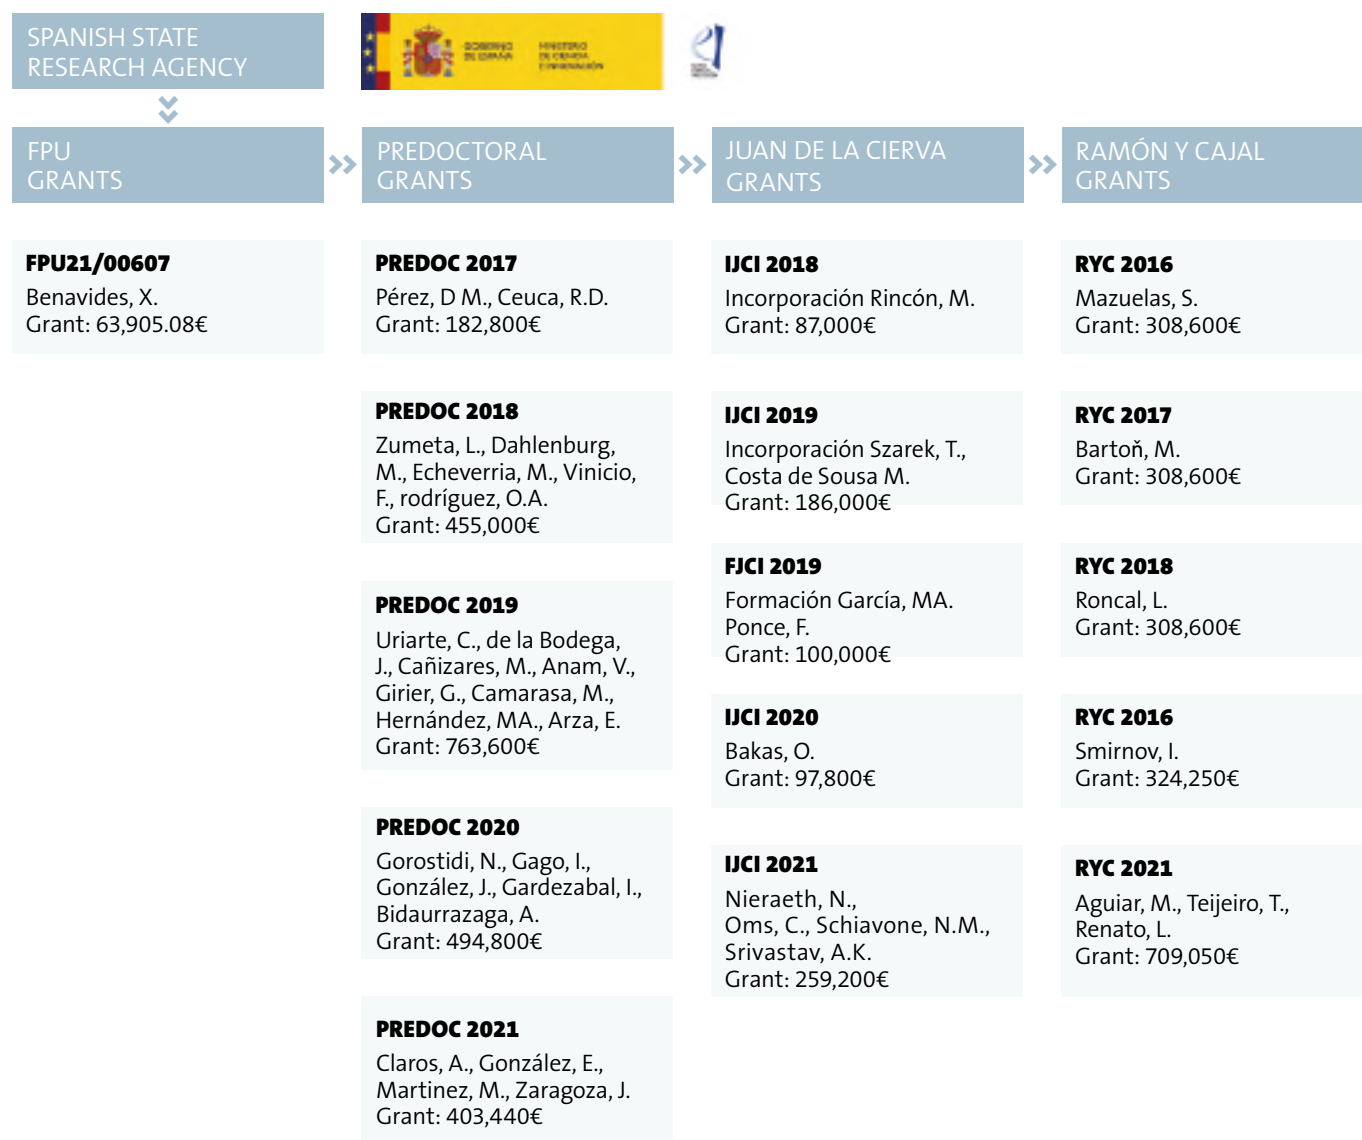 SPANISH STATE
RESEARCH AGENCY
GOBIERNO
DE ESPAÑA
MINISTERIO
DE CIENCIA
E INNOVACIÓN
FPU
GRANTS
FPU21/00607
Benavides, X.
Grant: 63,905.08€
PREDOCTORAL
GRANTS
PREDOC 2017
Pérez, D M., Ceuca, R.D.
Grant: 182,800€
PREDOC 2018
Zumeta, L., Dahlenburg,
M., Echeverria, M., Vinicio,
F., rodríguez, O.A.
Grant: 455,000€
PREDOC 2019
Uriarte, C., de la Bodega,
J., Cañizares, M., Anam, V.,
Girier, G., Camarasa, M.,
Hernández, MA., Arza, E.
Grant: 763,600€
PREDOC 2020
Gorostidi, N., Gago, I.,
González, J., Gardezabal, I.,
Bidaurrazaga, A.
Grant: 494,800€
PREDOC 2021
Claros, A., González, E.,
Martinez, M., Zaragoza, J.
Grant: 403,440€
JUAN DE LA CIERVA
GRANTS
IJCI 2018
Incorporación Rincón, M.
Grant: 87,000€
IJCI 2019
Incorporación Szarek, T.,
Costa de Sousa M.
Grant: 186,000€
FJCI 2019
Formación García, MA.
Ponce, F.
Grant: 100,000€
IJCI 2020
Bakas, O.
Grant: 97,800€
IJCI 2021
Nieraeth, N.,
Oms, C., Schiavone, N.M.,
Srivastav, A.K.
Grant: 259,200€
RAMÓN Y CAJAL
GRANTS
RYC 2016
Mazuelas, S.
Grant: 308,600€
RYC 2017
Bartoň, M.
Grant: 308,600€
RYC 2018
Roncal, L.
Grant: 308,600€
RYC 2016
Smirnov, I.
Grant: 324,250€
RYC 2021
Aguiar, M., Teijeiro, T.,
Renato, L.
Grant: 709,050€